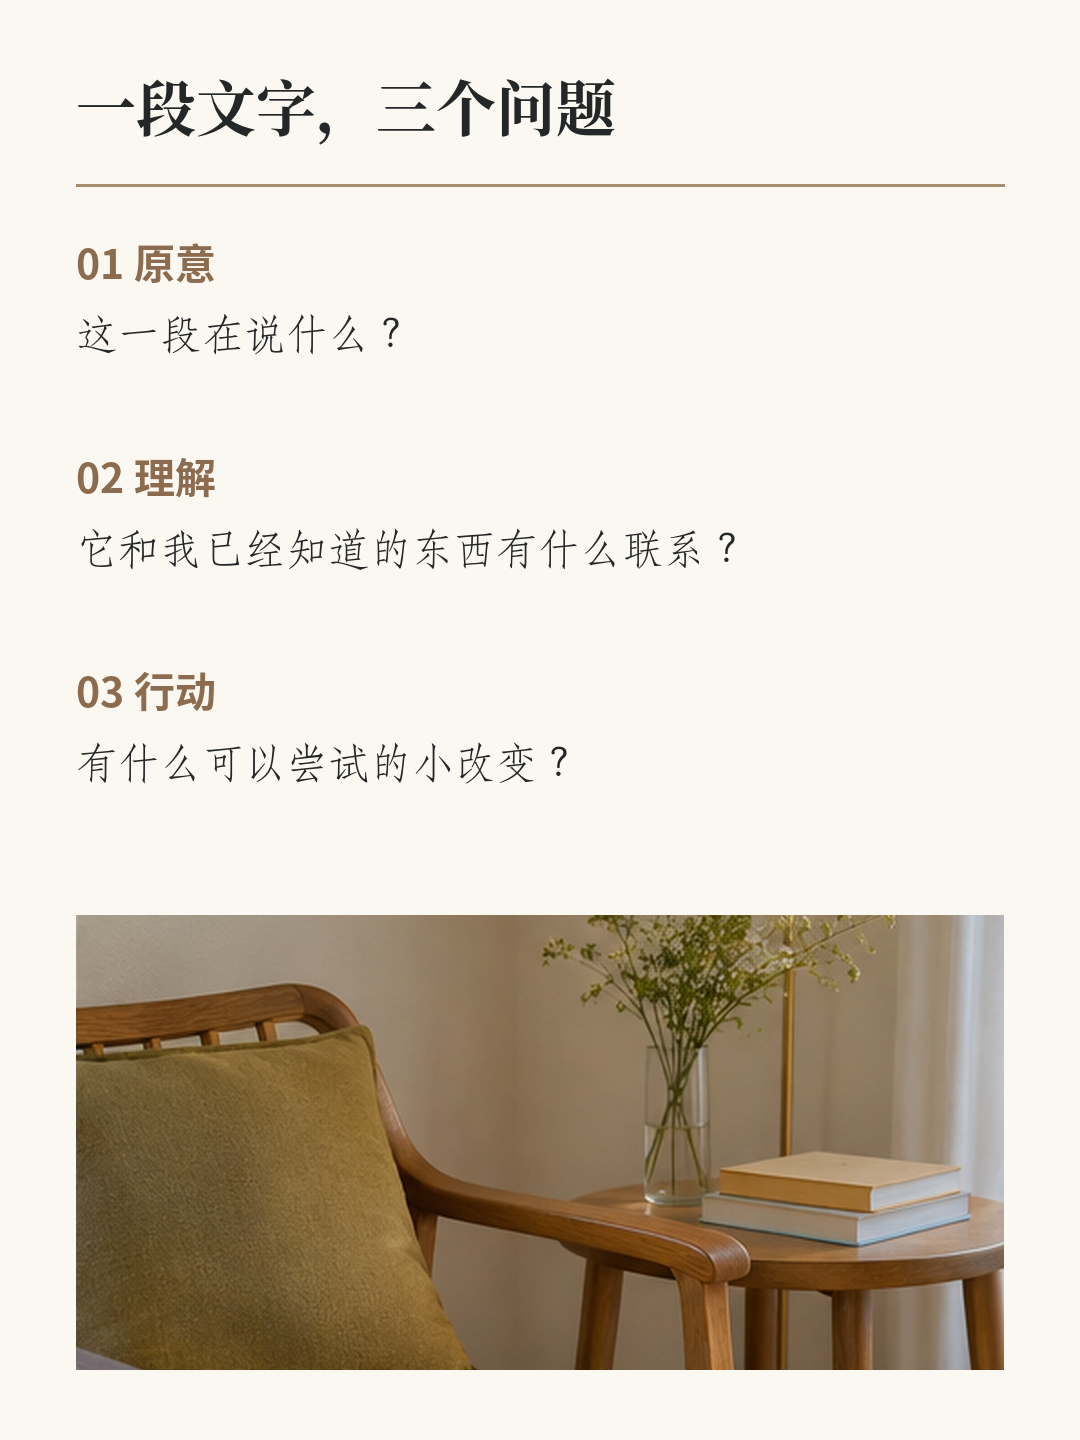 一段文字，三个问题
01 原意
这一段在说什么？
02 理解
它和我已经知道的东西有什么联系？
03 行动
有什么可以尝试的小改变？